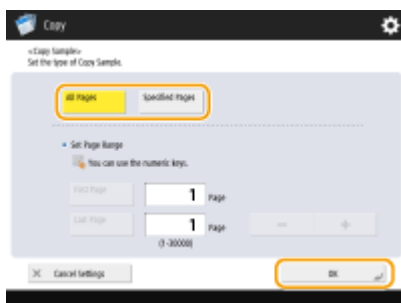 Copy
<Copy Sample>
Set the type of Copy Sample.
All Pages Specified Pages
Set Page Range
You can use the numeric keys.
First Page 1 Page
Last Page 1 Page - +
(1-30000)
× Cancel Settings OK